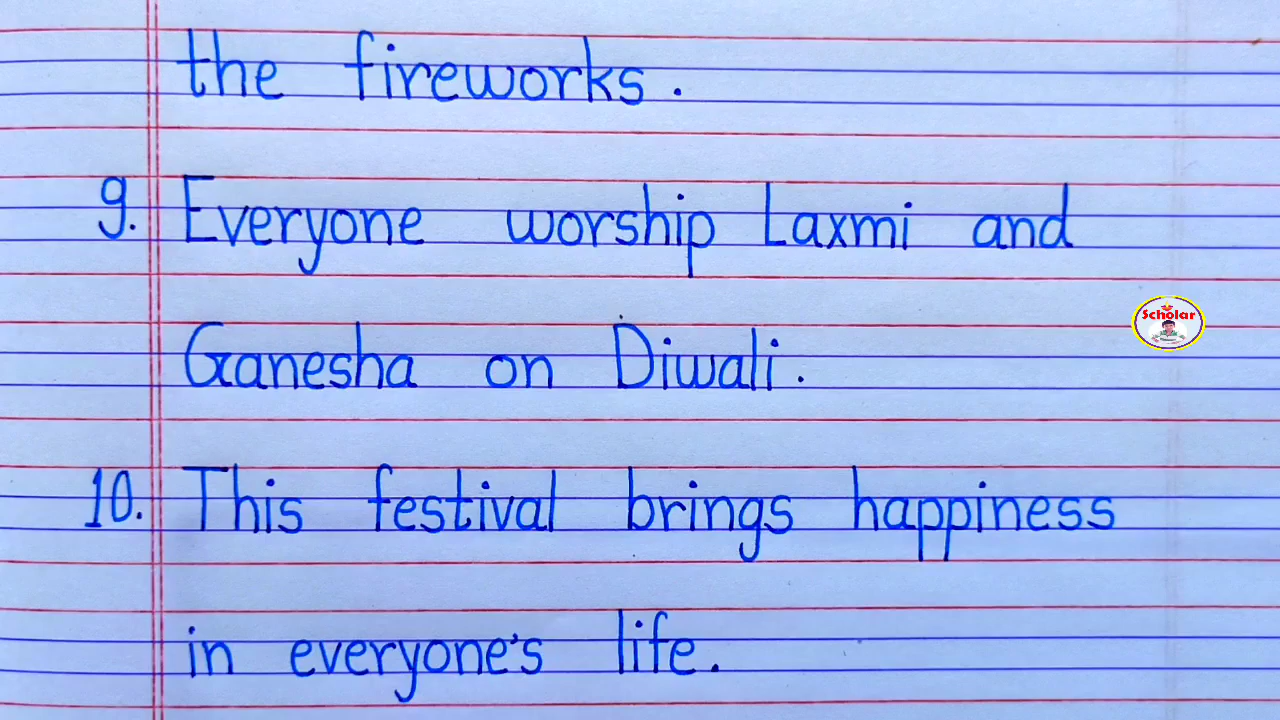 the fireworks.
9. Everyone worship Laxmi and
Ganesha on Diwali.
Scholar
10. This festival brings happiness
in everyone's life.